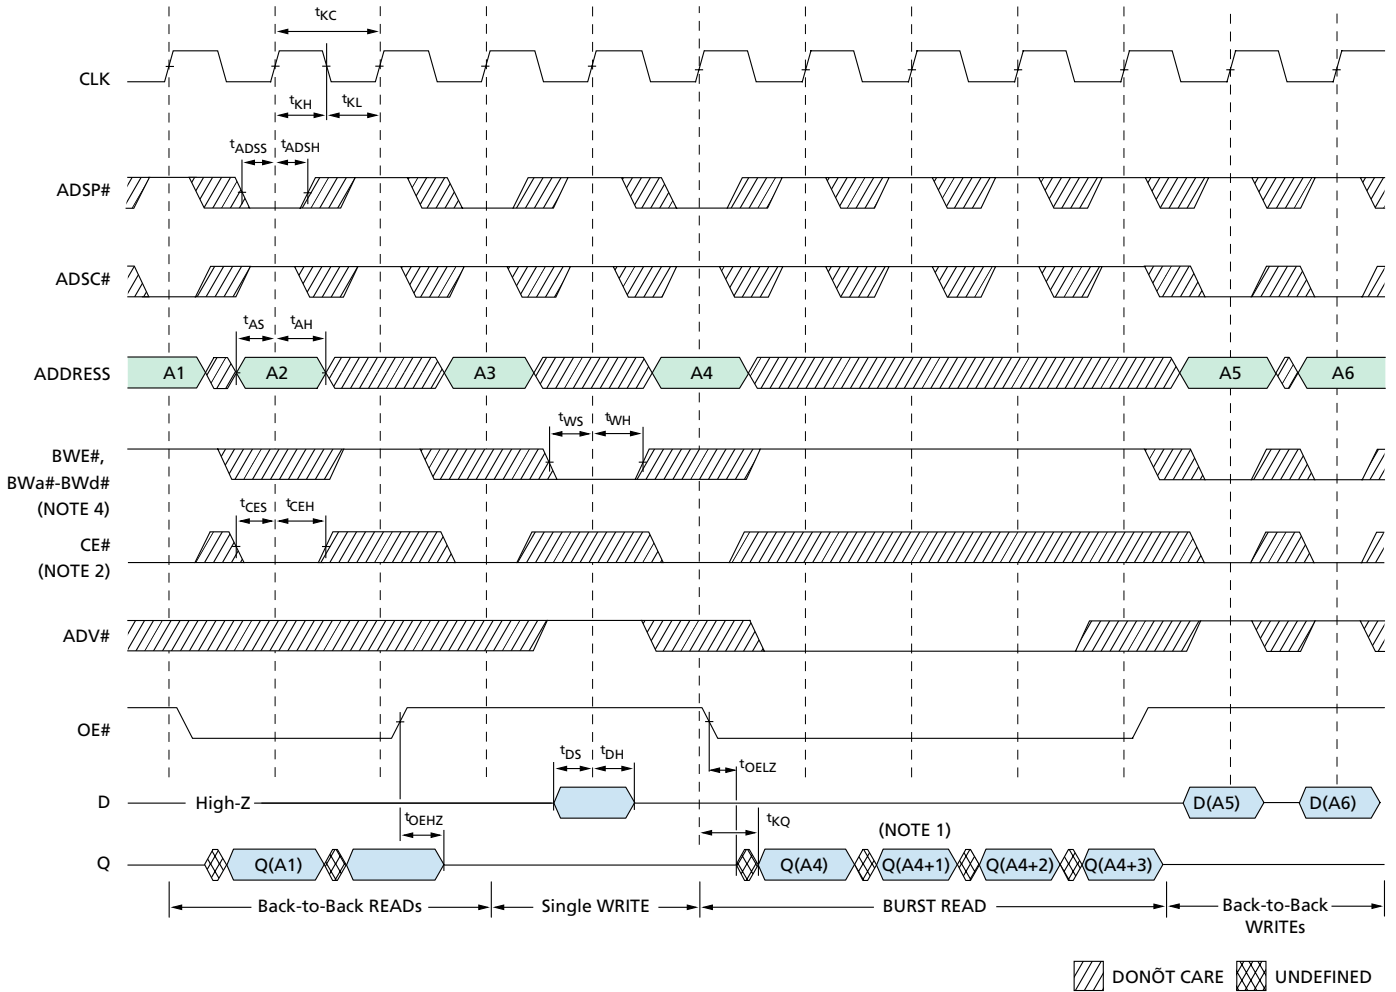 tKC
CLK
tKH
tKL
tADSS
tADSH
ADSP#
ADSC#
tAS
tAH
ADDRESS
A1
A2
A3
A4
A5
A6
tWS
tWH
BWE#,
BWa#-BWd#
(NOTE 4)
tCES
tCEH
CE#
(NOTE 2)
ADV#
OE#
tDS
tDH
tOELZ
D
High-Z
D(A5)
D(A6)
tOEHZ
tKQ
(NOTE 1)
Q
Q(A1)
Q(A4)
Q(A4+1)
Q(A4+2)
Q(A4+3)
Back-to-Back READs
Single WRITE
BURST READ
Back-to-Back
WRITEs
DONÕT CARE
UNDEFINED